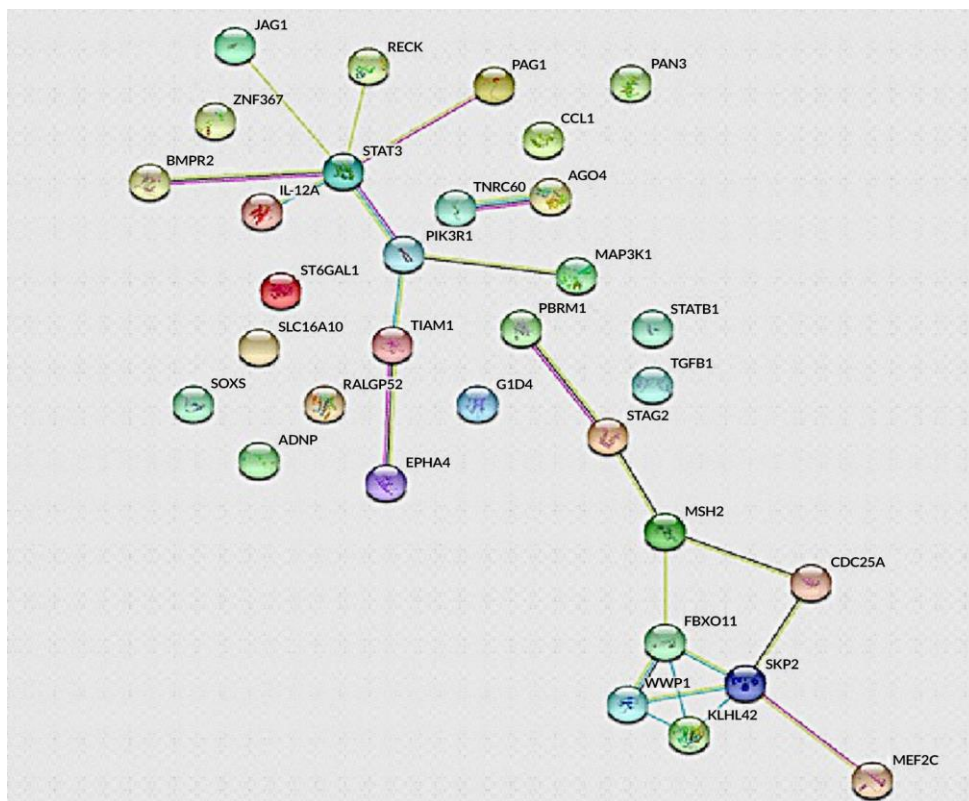 JAG1
RECK
PAG1
PAN3
ZNF367
CCL1
STAT3
BMPR2
IL-12A
TNRC60
AGO4
PIK3R1
MAP3K1
ST6GAL1
PBRM1
STATB1
SLC16A10
TIAM1
TGFB1
SOXS
RALGP52
G1D4
STAG2
ADNP
EPHA4
MSH2
CDC25A
FBXO11
SKP2
WWP1
KLHL42
MEF2C